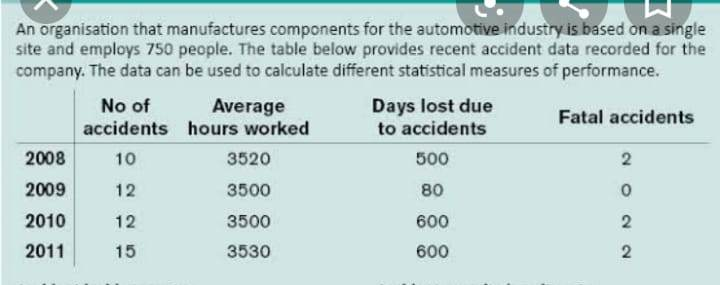 An organisation that manufactures components for the automotive industry is based on a single
site and employs 750 people. The table below provides recent accident data recorded for the
company. The data can be used to calculate different statistical measures of performance.
No of accidents Average hours worked Days lost due to accidents Fatal accidents
2008 10 3520 500 2
2009 12 3500 80 0
2010 12 3500 600 2
2011 15 3530 600 2